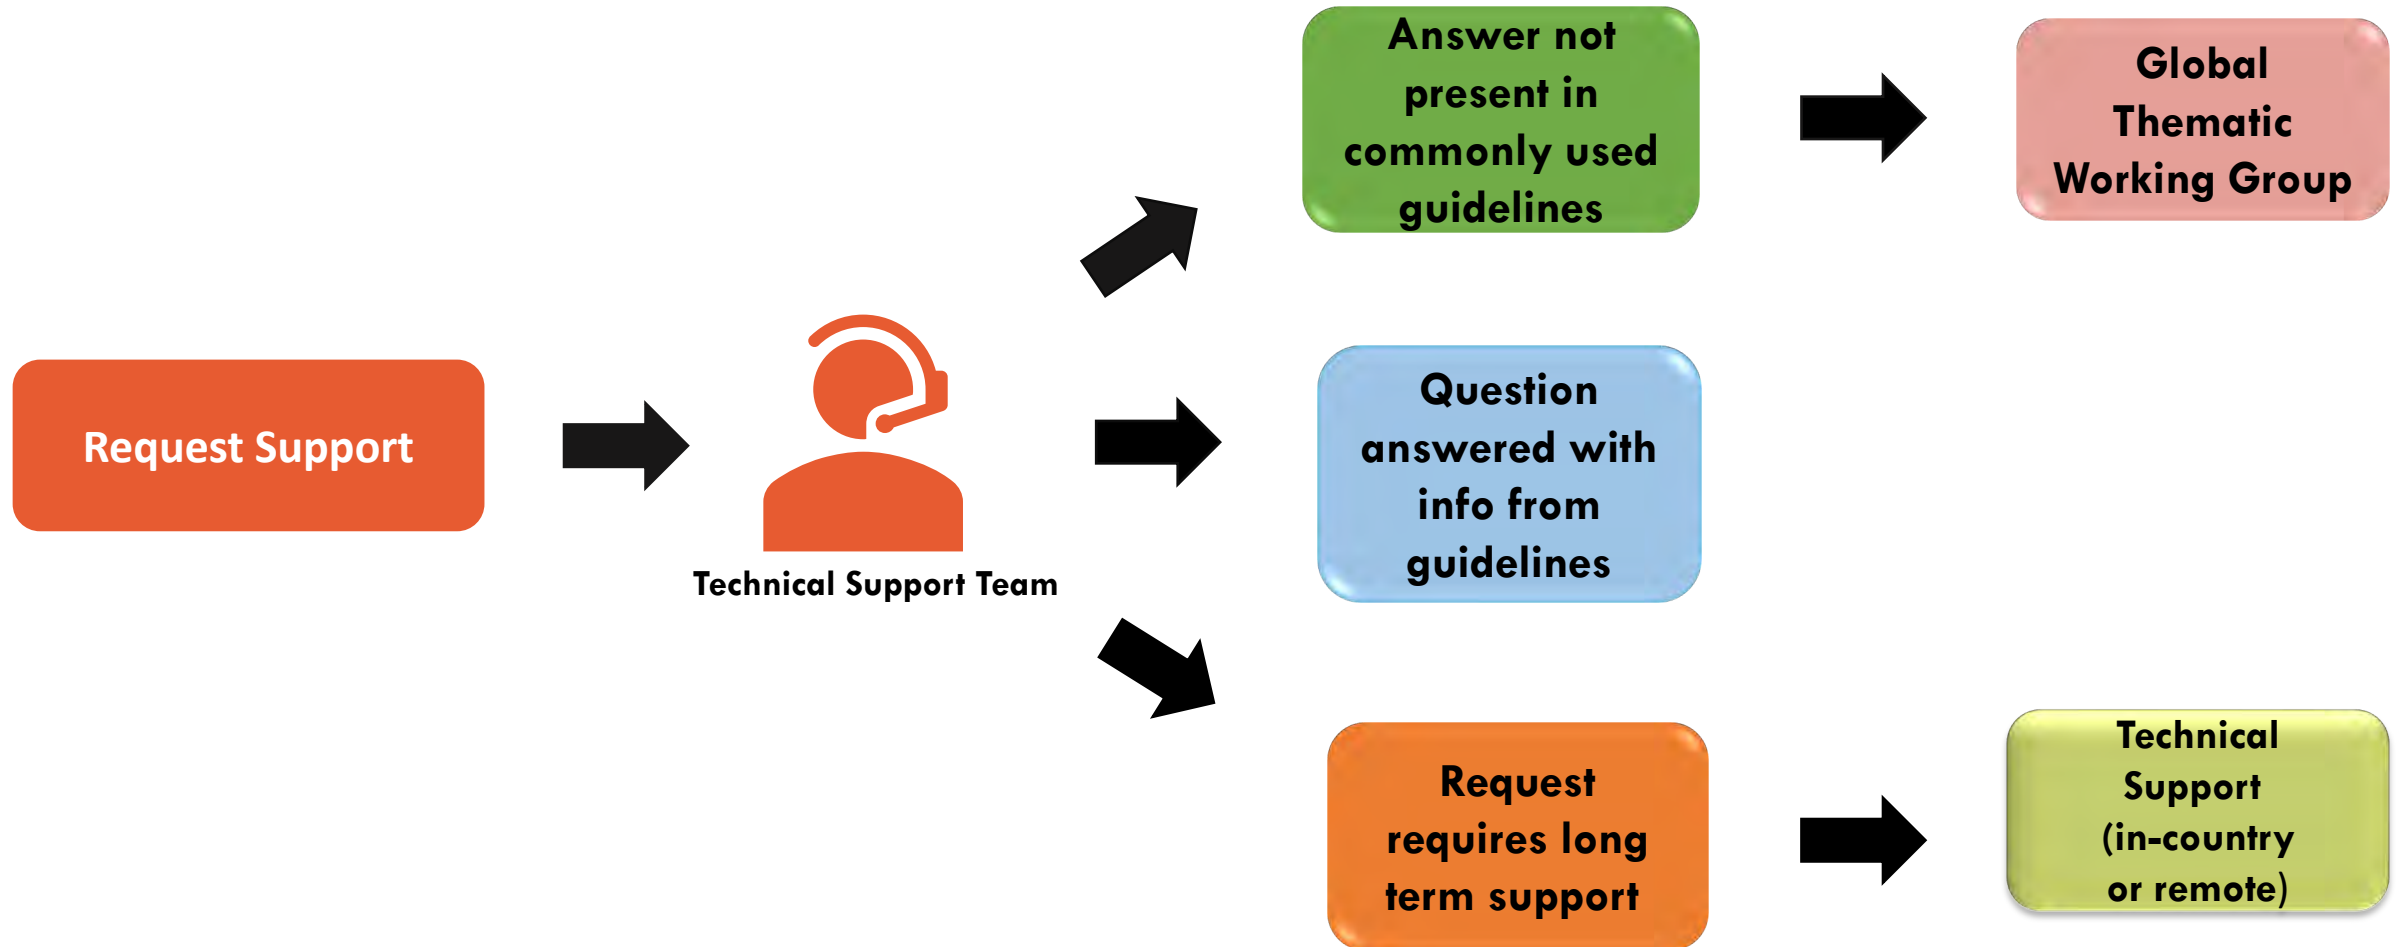 Request Support
Technical Support Team
Answer not
present in
commonly used
guidelines
Global
Thematic
Working Group
Question
answered with
info from
guidelines
Request
requires long
term support
Technical
Support
(in-country
or remote)